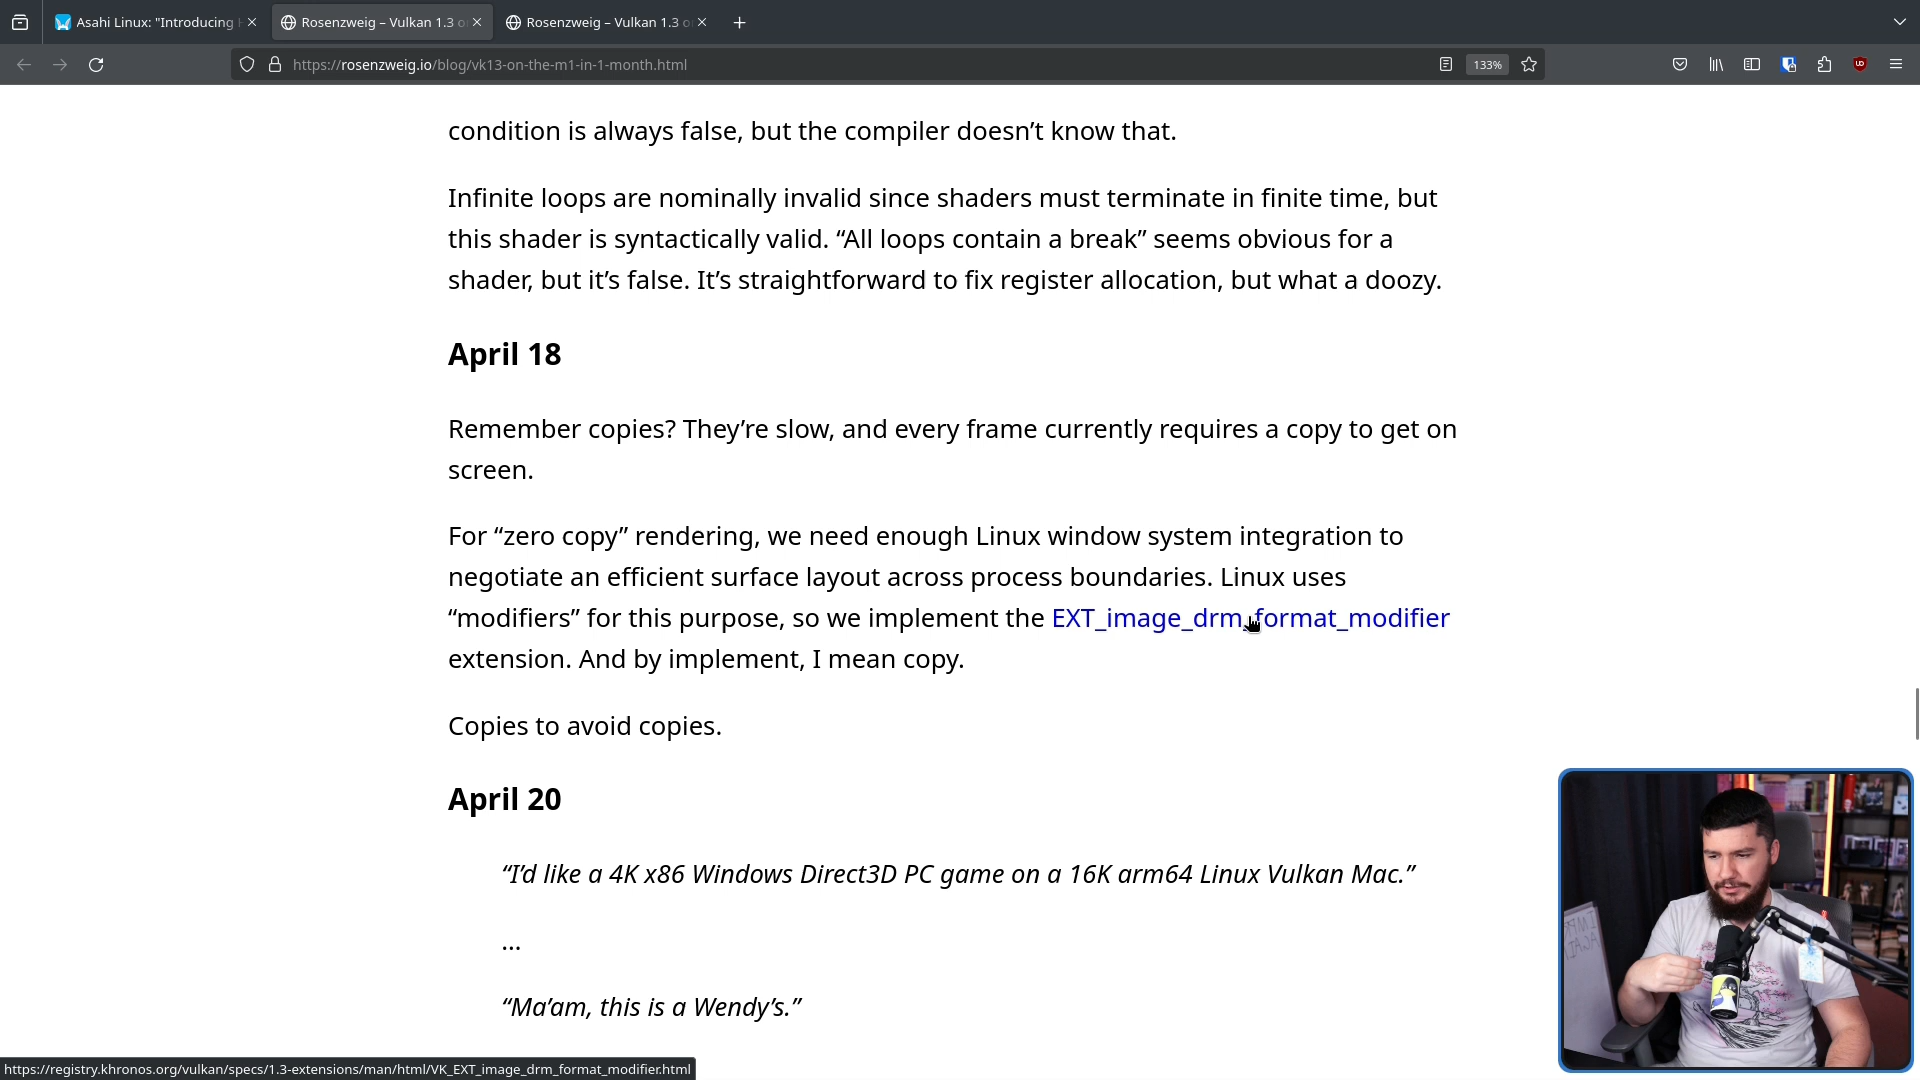 Asahi Linux: "Introducing
Rosenzweig – Vulkan 1.3 o
Rosenzweig – Vulkan 1.3 o
https://rosenzweig.io/blog/vk13-on-the-m1-in-1-month.html
133%
condition is always false, but the compiler doesn’t know that.
Infinite loops are nominally invalid since shaders must terminate in finite time, but
this shader is syntactically valid. “All loops contain a break” seems obvious for a
shader, but it’s false. It’s straightforward to fix register allocation, but what a doozy.
April 18
Remember copies? They’re slow, and every frame currently requires a copy to get on
screen.
For “zero copy” rendering, we need enough Linux window system integration to
negotiate an efficient surface layout across process boundaries. Linux uses
“modifiers” for this purpose, so we implement the EXT_image_drm_format_modifier
extension. And by implement, I mean copy.
Copies to avoid copies.
April 20
“I’d like a 4K x86 Windows Direct3D PC game on a 16K arm64 Linux Vulkan Mac.”
…
“Ma’am, this is a Wendy’s.”
https://registry.khronos.org/vulkan/specs/1.3-extensions/man/html/VK_EXT_image_drm_format_modifier.html